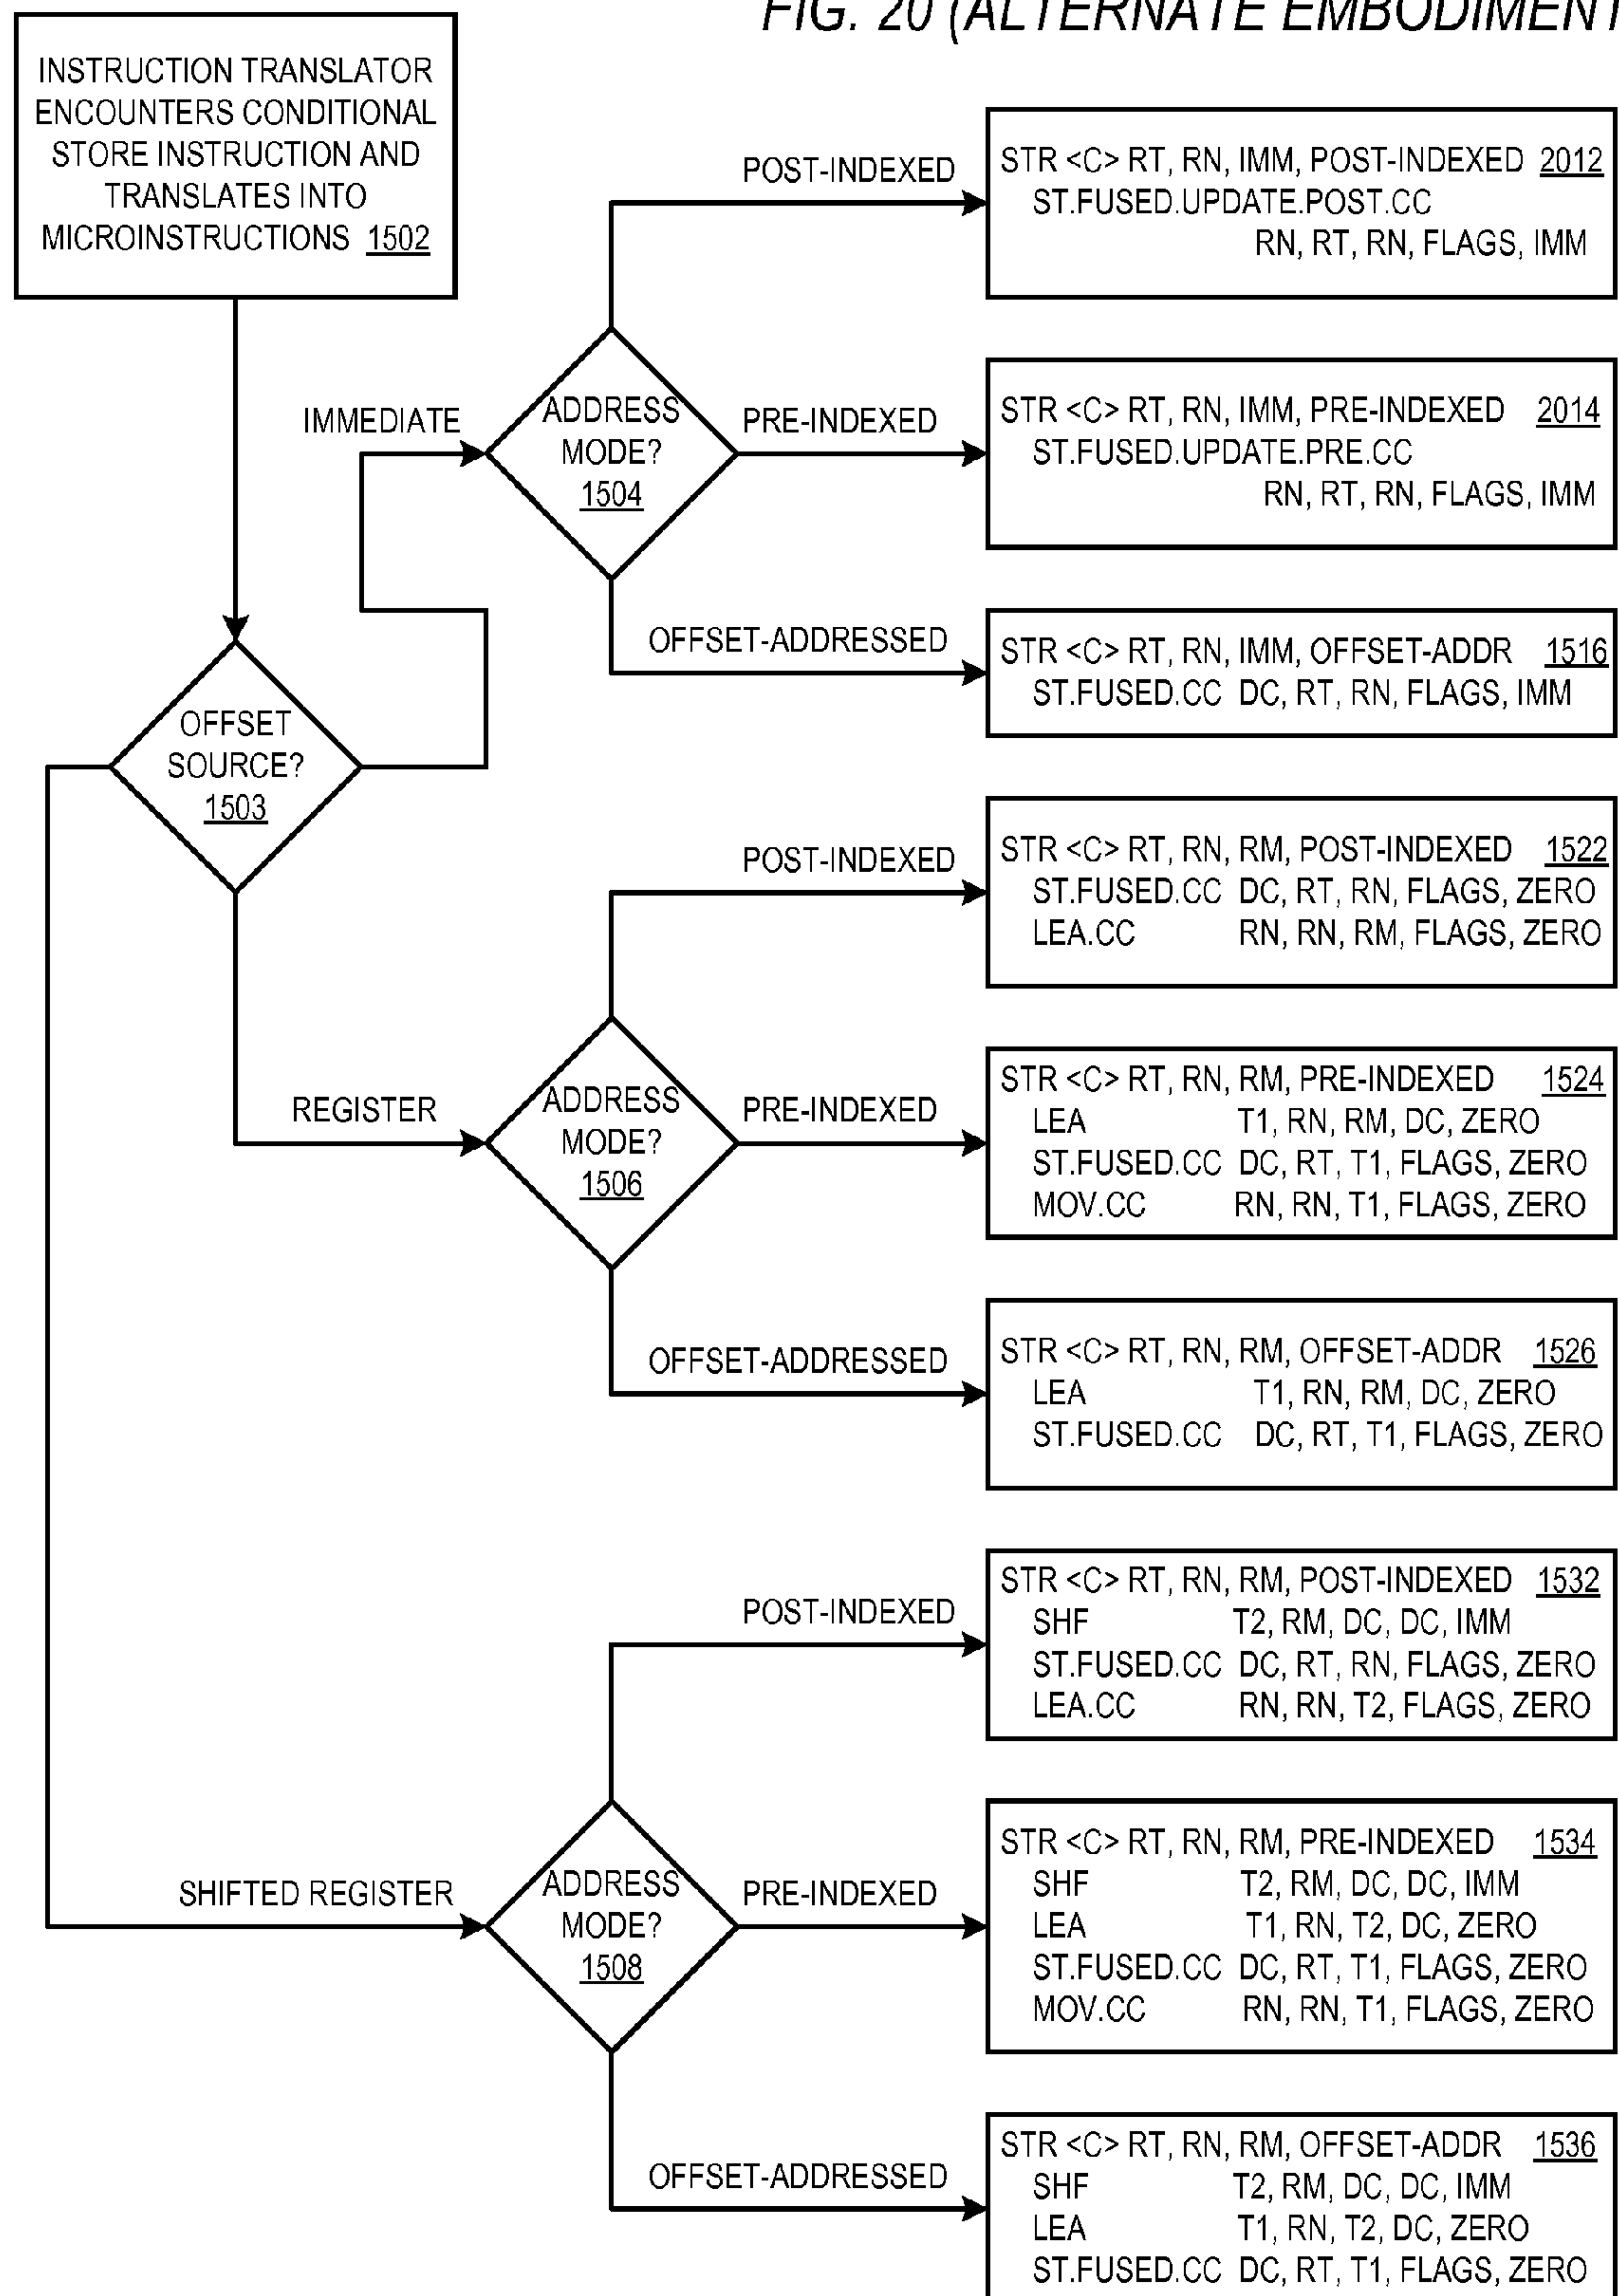 FIG. 20 (ALTERNATE EMBODIMENT
INSTRUCTION TRANSLATOR
ENCOUNTERS CONDITIONAL
STORE INSTRUCTION AND
TRANSLATES INTO
MICROINSTRUCTIONS 1502
OFFSET
SOURCE?
1503
IMMEDIATE
ADDRESS
MODE?
1504
POST-INDEXED
STR <C> RT, RN, IMM, POST-INDEXED 2012
ST.FUSED.UPDATE.POST.CC
RN, RT, RN, FLAGS, IMM
PRE-INDEXED
STR <C> RT, RN, IMM, PRE-INDEXED 2014
ST.FUSED.UPDATE.PRE.CC
RN, RT, RN, FLAGS, IMM
OFFSET-ADDRESSED
STR <C> RT, RN, IMM, OFFSET-ADDR 1516
ST.FUSED.CC DC, RT, RN, FLAGS, IMM
REGISTER
ADDRESS
MODE?
1506
POST-INDEXED
STR <C> RT, RN, RM, POST-INDEXED 1522
ST.FUSED.CC DC, RT, RN, FLAGS, ZERO
LEA.CC RN, RN, RM, FLAGS, ZERO
PRE-INDEXED
STR <C> RT, RN, RM, PRE-INDEXED 1524
LEA T1, RN, RM, DC, ZERO
ST.FUSED.CC DC, RT, T1, FLAGS, ZERO
MOV.CC RN, RN, T1, FLAGS, ZERO
OFFSET-ADDRESSED
STR <C> RT, RN, RM, OFFSET-ADDR 1526
LEA T1, RN, RM, DC, ZERO
ST.FUSED.CC DC, RT, T1, FLAGS, ZERO
SHIFTED REGISTER
ADDRESS
MODE?
1508
POST-INDEXED
STR <C> RT, RN, RM, POST-INDEXED 1532
SHF T2, RM, DC, DC, IMM
ST.FUSED.CC DC, RT, RN, FLAGS, ZERO
LEA.CC RN, RN, T2, FLAGS, ZERO
PRE-INDEXED
STR <C> RT, RN, RM, PRE-INDEXED 1534
SHF T2, RM, DC, DC, IMM
LEA T1, RN, T2, DC, ZERO
ST.FUSED.CC DC, RT, T1, FLAGS, ZERO
MOV.CC RN, RN, T1, FLAGS, ZERO
OFFSET-ADDRESSED
STR <C> RT, RN, RM, OFFSET-ADDR 1536
SHF T2, RM, DC, DC, IMM
LEA T1, RN, T2, DC, ZERO
ST.FUSED.CC DC, RT, T1, FLAGS, ZERO